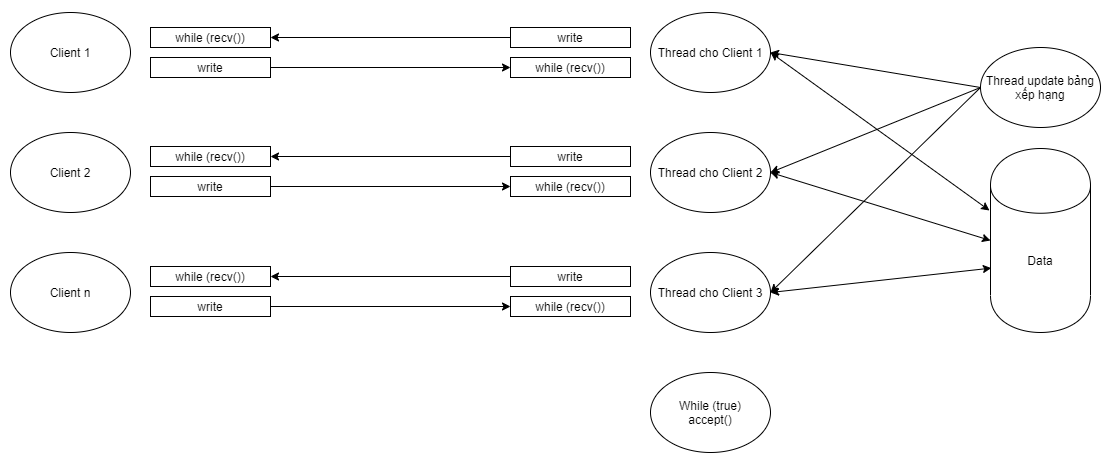 Client 1
while (recv())
write
write
while (recv())
Thread cho Client 1
Thread update bảng
xếp hạng
Client 2
while (recv())
write
write
while (recv())
Thread cho Client 2
Data
Client n
while (recv())
write
write
while (recv())
Thread cho Client 3
While (true)
accept()